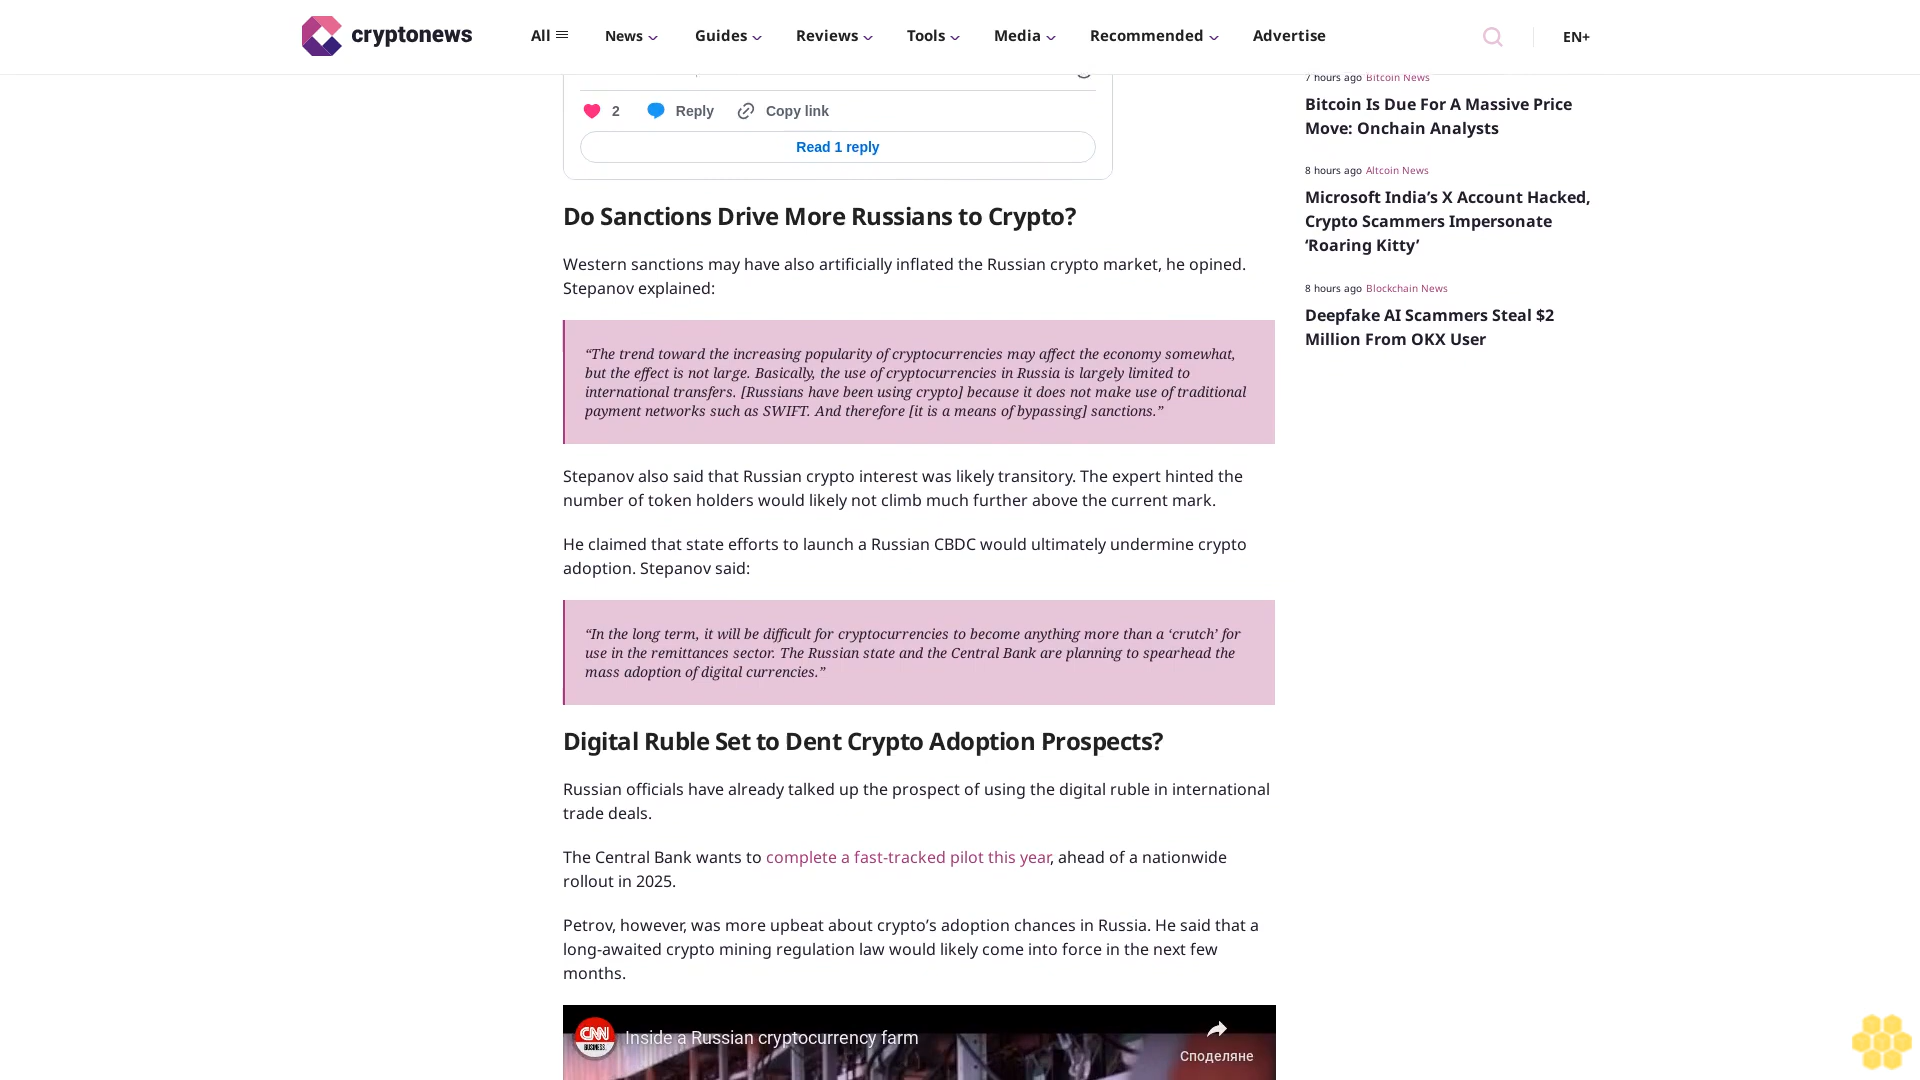 cryptonews
All
News
Guides
Reviews
Tools
Media
Recommended
Advertise
EN+
2
Reply
Copy link
Read 1 reply
Do Sanctions Drive More Russians to Crypto?
Western sanctions may have also artificially inflated the Russian crypto market, he opined.
Stepanov explained:
“The trend toward the increasing popularity of cryptocurrencies may affect the economy somewhat,
but the effect is not large. Basically, the use of cryptocurrencies in Russia is largely limited to
international transfers. [Russians have been using crypto] because it does not make use of traditional
payment networks such as SWIFT. And therefore [it is a means of bypassing] sanctions.”
Stepanov also said that Russian crypto interest was likely transitory. The expert hinted the
number of token holders would likely not climb much further above the current mark.
He claimed that state efforts to launch a Russian CBDC would ultimately undermine crypto
adoption. Stepanov said:
“In the long term, it will be difficult for cryptocurrencies to become anything more than a ‘crutch’ for
use in the remittances sector. The Russian state and the Central Bank are planning to spearhead the
mass adoption of digital currencies.”
Digital Ruble Set to Dent Crypto Adoption Prospects?
Russian officials have already talked up the prospect of using the digital ruble in international
trade deals.
The Central Bank wants to complete a fast-tracked pilot this year, ahead of a nationwide
rollout in 2025.
Petrov, however, was more upbeat about crypto’s adoption chances in Russia. He said that a
long-awaited crypto mining regulation law would likely come into force in the next few
months.
CNN
BUSINESS
Inside a Russian cryptocurrency farm
Споделяне
7 hours ago Bitcoin News
Bitcoin Is Due For A Massive Price
Move: Onchain Analysts
8 hours ago Altcoin News
Microsoft India’s X Account Hacked,
Crypto Scammers Impersonate
‘Roaring Kitty’
8 hours ago Blockchain News
Deepfake AI Scammers Steal $2
Million From OKX User